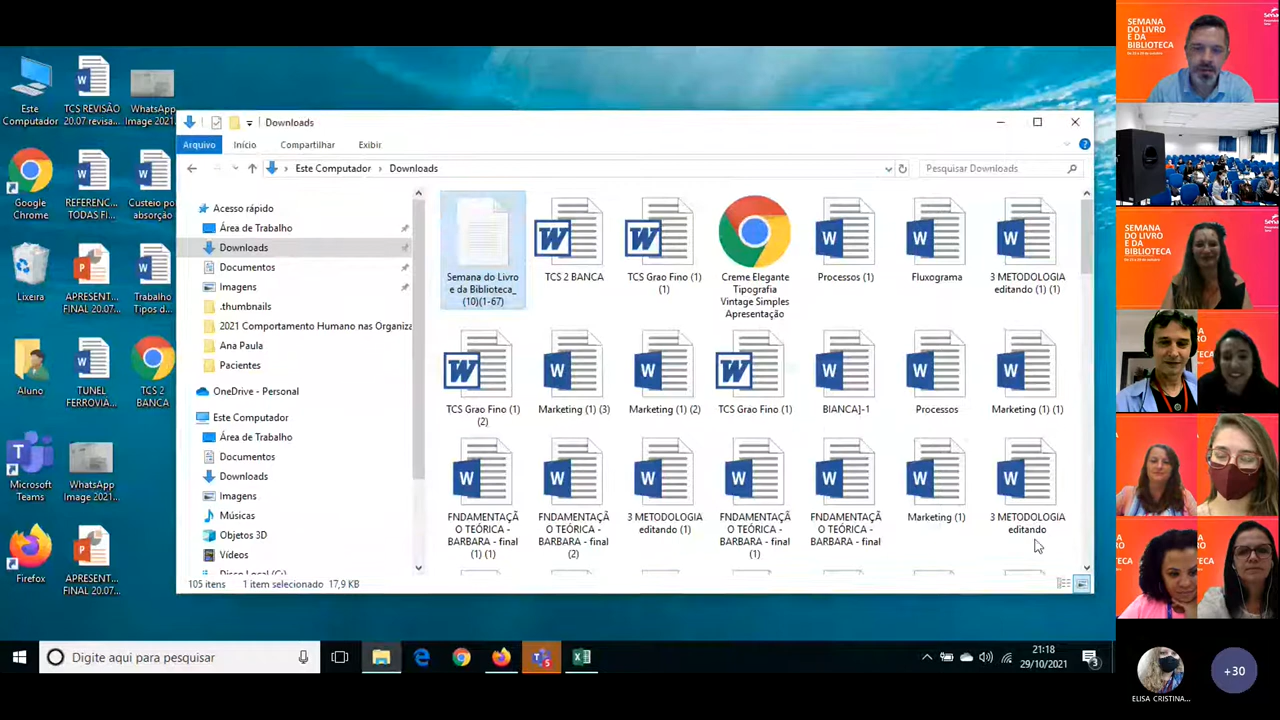 Este
Computador
TCS REVISÃO
20.07 revisa...
WhatsApp
Image 2021...
Google
Chrome
REFERENC...
TODAS FI...
Custeio por
absorção
Lixeira
APRESENT...
FINAL 20.07...
Trabalho
Tipos d...
Aluno
TUNEL
FERROVIA...
TCS 2
BANCA
Microsoft
Teams
WhatsApp
Image 2021...
Firefox
APRESENT...
FINAL 20.07...
Downloads
Arquivo
Início
Compartilhar
Exibir
Este Computador
Downloads
Pesquisar Downloads
Acesso rápido
Área de Trabalho
Downloads
Documentos
Imagens
.thumbnails
2021 Comportamento Humano nas Organiza
Ana Paula
Pacientes
OneDrive - Personal
Este Computador
Área de Trabalho
Documentos
Downloads
Imagens
Músicas
Objetos 3D
Vídeos
Disco Local (C:)
Semana do Livro
e da Biblioteca_
(10)(1-67)
TCS 2 BANCA
TCS Grao Fino (1)
(1)
Creme Elegante
Tipografia
Vintage Simples
Apresentação
Processos (1)
Fluxograma
3 METODOLOGIA
editando (1) (1)
TCS Grao Fino (1)
(2)
Marketing (1) (3)
Marketing (1) (2)
TCS Grao Fino (1)
BIANCA]-1
Processos
Marketing (1) (1)
FNDAMENTAÇÃ
O TEÓRICA -
BARBARA - final
(1) (1)
FNDAMENTAÇÃ
O TEÓRICA -
BARBARA - final
(2)
3 METODOLOGIA
editando (1)
FNDAMENTAÇÃ
O TEÓRICA -
BARBARA - final
(1)
FNDAMENTAÇÃ
O TEÓRICA -
BARBARA - final
Marketing (1)
3 METODOLOGIA
editando
105 itens
1 item selecionado 17,9 KB
Digite aqui para pesquisar
21:18
29/10/2021
3
SEMANA
DO LIVRO
E DA
BIBLIOTECA
SEMANA
DO LIVRO
E DA
BIBLIOTECA
ELISA CRISTINA...
+30